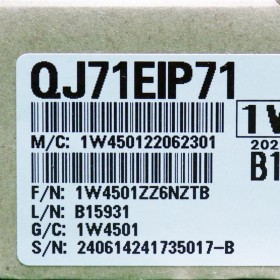 QJ71EIP71
1W
M/C: 1W450122062301
202
B1
F/N: 1W4501ZZ6NZTB
L/N: B15931
G/C: 1W4501
S/N: 240614241735017-B